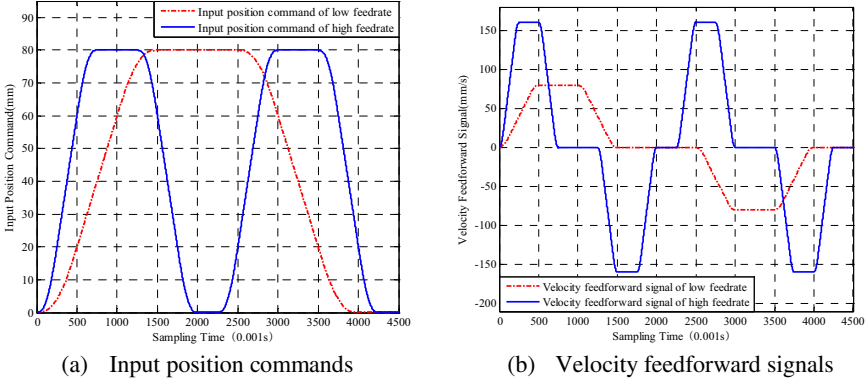 Input position command of low feedrate
Input position command of high feedrate
Input Position Command(mm)
90
80
70
60
50
40
30
20
10
0
0 500 1000 1500 2000 2500 3000 3500 4000 4500
Sampling Time（0.001s）
(a) Input position commands
Velocity Feedforward Signal(mm/s)
150
100
50
0
-50
-100
-150
-200
Velocity feedforward signal of low feedrate
Velocity feedforward signal of high feedrate
0 500 1000 1500 2000 2500 3000 3500 4000 4500
Sampling Time（0.001s）
(b) Velocity feedforward signals